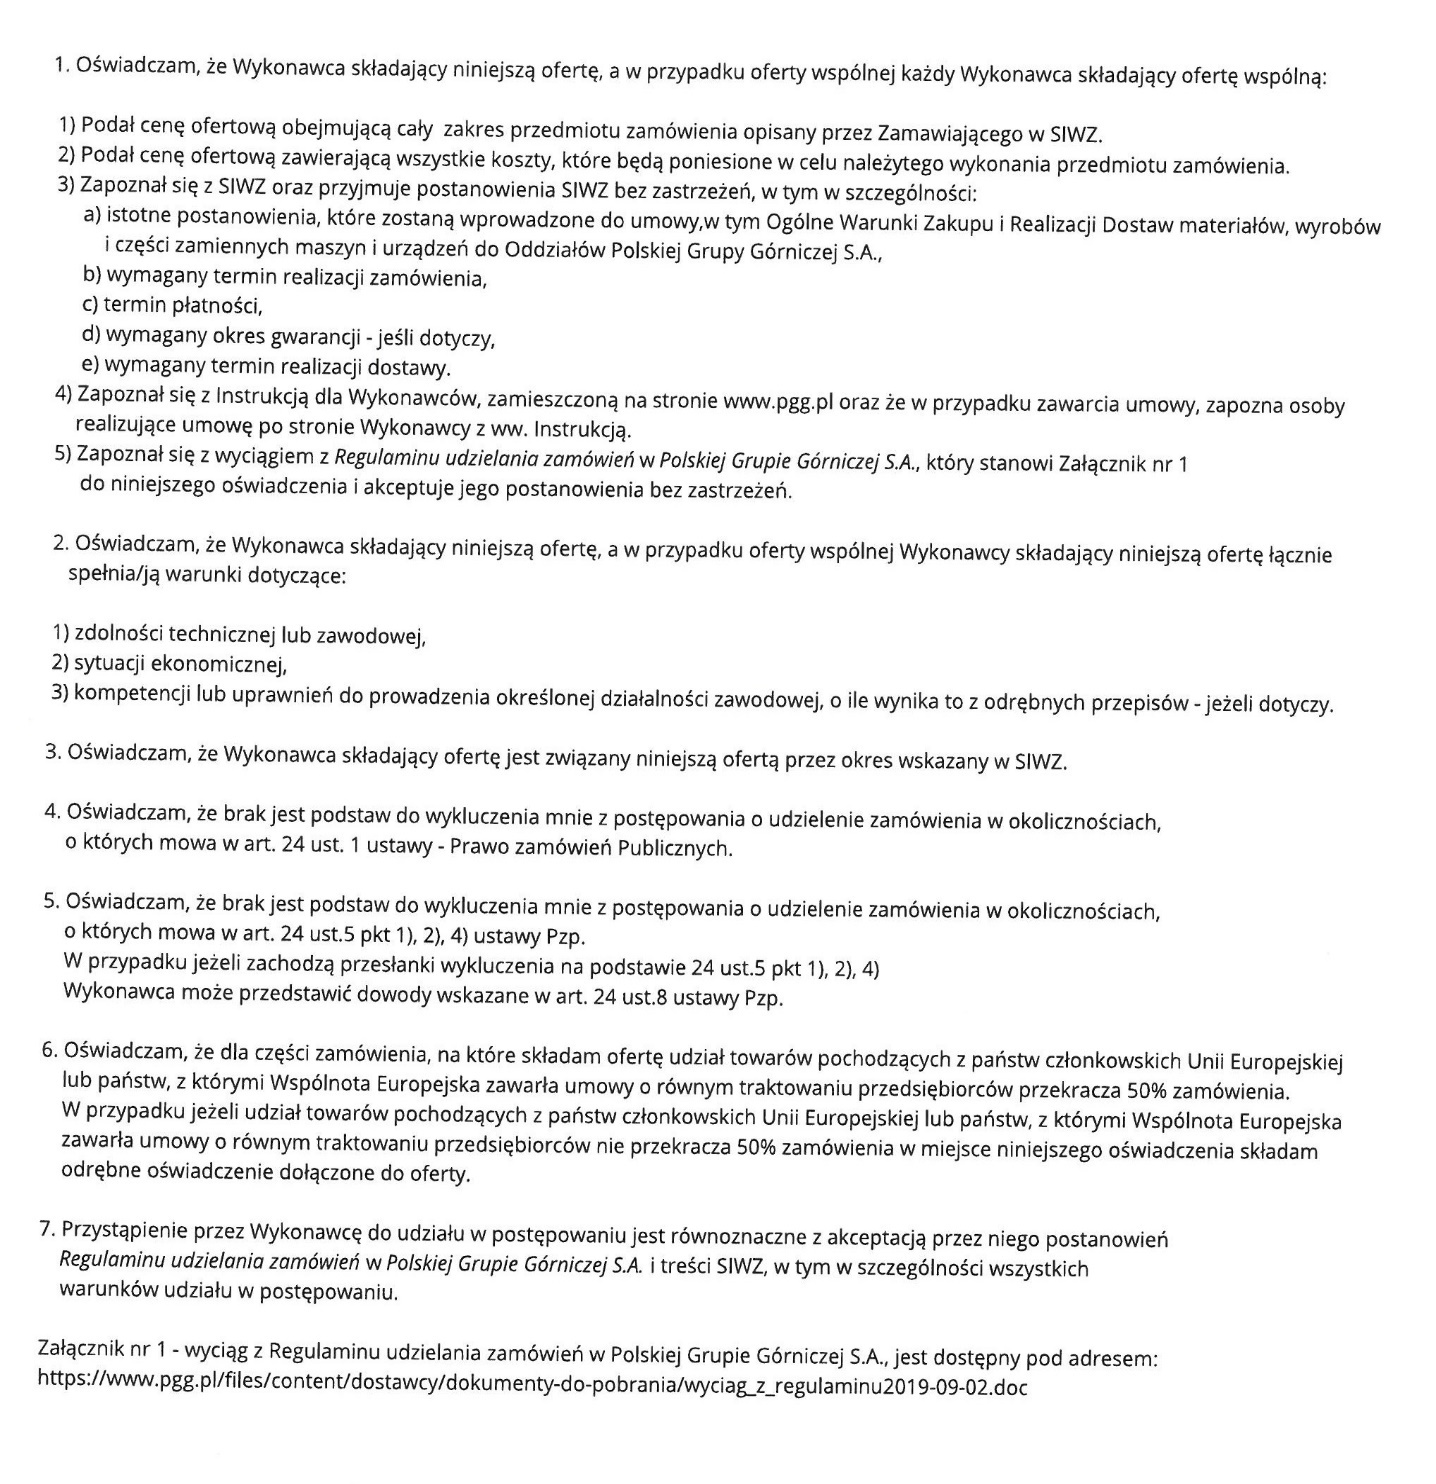 1. Oświadczam, że Wykonawca składający niniejszą ofertę, a w przypadku oferty wspólnej każdy Wykonawca składający ofertę wspólną:
1) Podał cenę ofertową obejmującą cały zakres przedmiotu zamówienia opisany przez Zamawiającego w SIWZ.
2) Podał cenę ofertową zawierającą wszystkie koszty, które będą poniesione w celu należytego wykonania przedmiotu zamówienia.
3) Zapoznał się z SIWZ oraz przyjmuje postanowienia SIWZ bez zastrzeżeń, w tym w szczególności:
a) istotne postanowienia, które zostaną wprowadzone do umowy,w tym Ogólne Warunki Zakupu i Realizacji Dostaw materiałów, wyrobów
i części zamiennych maszyn i urządzeń do Oddziałów Polskiej Grupy Górniczej S.A.,
b) wymagany termin realizacji zamówienia,
c) termin płatności,
d) wymagany okres gwarancji - jeśli dotyczy,
e) wymagany termin realizacji dostawy.
4) Zapoznał się z Instrukcją dla Wykonawców, zamieszczoną na stronie www.pgg.pl oraz że w przypadku zawarcia umowy, zapozna osoby
realizujące umowę po stronie Wykonawcy z ww. Instrukcją.
5) Zapoznał się z wyciągiem z Regulaminu udzielania zamówień w Polskiej Grupie Górniczej S.A., który stanowi Załącznik nr 1
do niniejszego oświadczenia i akceptuje jego postanowienia bez zastrzeżeń.
2. Oświadczam, że Wykonawca składający niniejszą ofertę, a w przypadku oferty wspólnej Wykonawcy składający niniejszą ofertę łącznie
spełnia/ją warunki dotyczące:
1) zdolności technicznej lub zawodowej,
2) sytuacji ekonomicznej,
3) kompetencji lub uprawnień do prowadzenia określonej działalności zawodowej, o ile wynika to z odrębnych przepisów - jeżeli dotyczy.
3. Oświadczam, że Wykonawca składający ofertę jest związany niniejszą ofertą przez okres wskazany w SIWZ.
4. Oświadczam, że brak jest podstaw do wykluczenia mnie z postępowania o udzielenie zamówienia w okolicznościach,
o których mowa w art. 24 ust. 1 ustawy - Prawo zamówień Publicznych.
5. Oświadczam, że brak jest podstaw do wykluczenia mnie z postępowania o udzielenie zamówienia w okolicznościach,
o których mowa w art. 24 ust.5 pkt 1), 2), 4) ustawy Pzp.
W przypadku jeżeli zachodzą przesłanki wykluczenia na podstawie 24 ust.5 pkt 1), 2), 4)
Wykonawca może przedstawić dowody wskazane w art. 24 ust.8 ustawy Pzp.
6. Oświadczam, że dla części zamówienia, na które składam ofertę udział towarów pochodzących z państw członkowskich Unii Europejskiej
lub państw, z którymi Wspólnota Europejska zawarła umowy o równym traktowaniu przedsiębiorców przekracza 50% zamówienia.
W przypadku jeżeli udział towarów pochodzących z państw członkowskich Unii Europejskiej lub państw, z którymi Wspólnota Europejska
zawarła umowy o równym traktowaniu przedsiębiorców nie przekracza 50% zamówienia w miejsce niniejszego oświadczenia składam
odrębne oświadczenie dołączone do oferty.
7. Przystąpienie przez Wykonawcę do udziału w postępowaniu jest równoznaczne z akceptacją przez niego postanowień
Regulaminu udzielania zamówień w Polskiej Grupie Górniczej S.A. i treści SIWZ, w tym w szczególności wszystkich
warunków udziału w postępowaniu.
Załącznik nr 1 - wyciąg z Regulaminu udzielania zamówień w Polskiej Grupie Górniczej S.A., jest dostępny pod adresem:
https://www.pgg.pl/files/content/dostawcy/dokumenty-do-pobrania/wyciag_z_regulaminu2019-09-02.doc